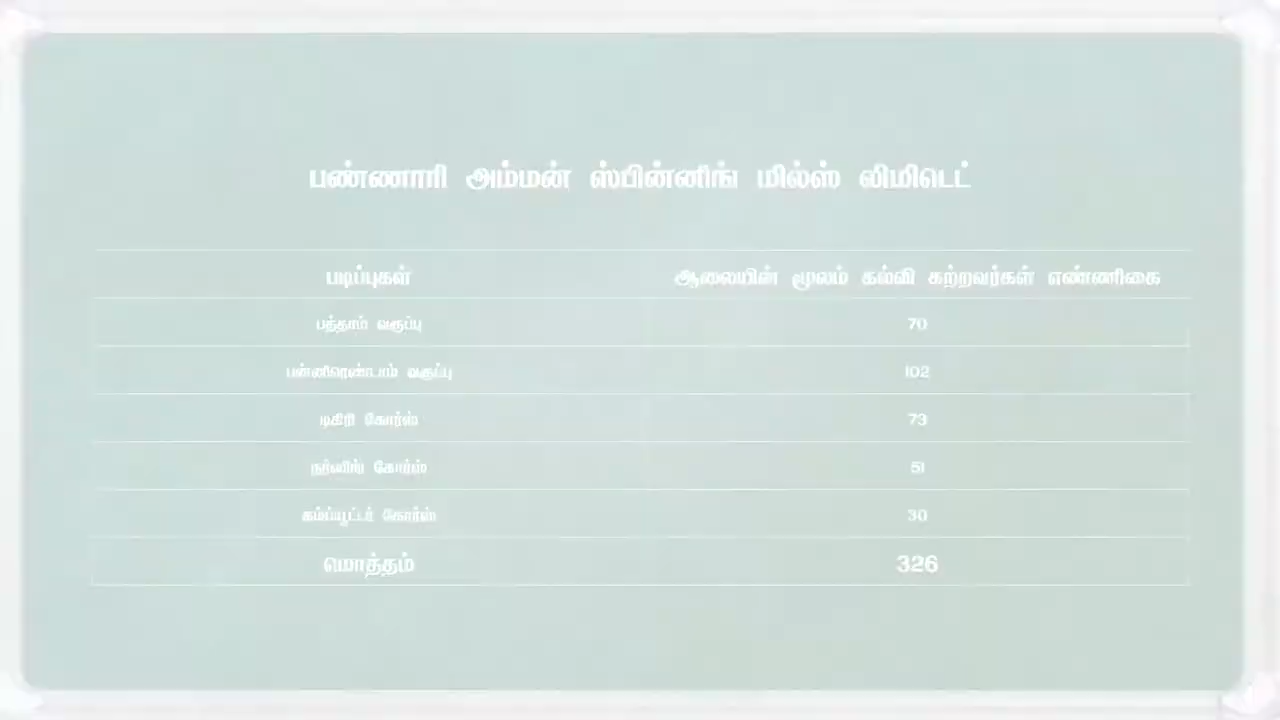 பண்ணாரி அம்மன் ஸ்பின்னிங் மில்ஸ் லிமிடெட்
படிப்புகள் ஆலையின் மூலம் கல்வி கற்றவர்கள் எண்ணிகை
பத்தாம் வகுப்பு 70
பன்னிரண்டாம் வகுப்பு 102
டிகிரி கோர்ஸ் 73
நர்ஸிங் கோர்ஸ் 51
கம்ப்யூட்டர் கோர்ஸ் 30
மொத்தம் 326